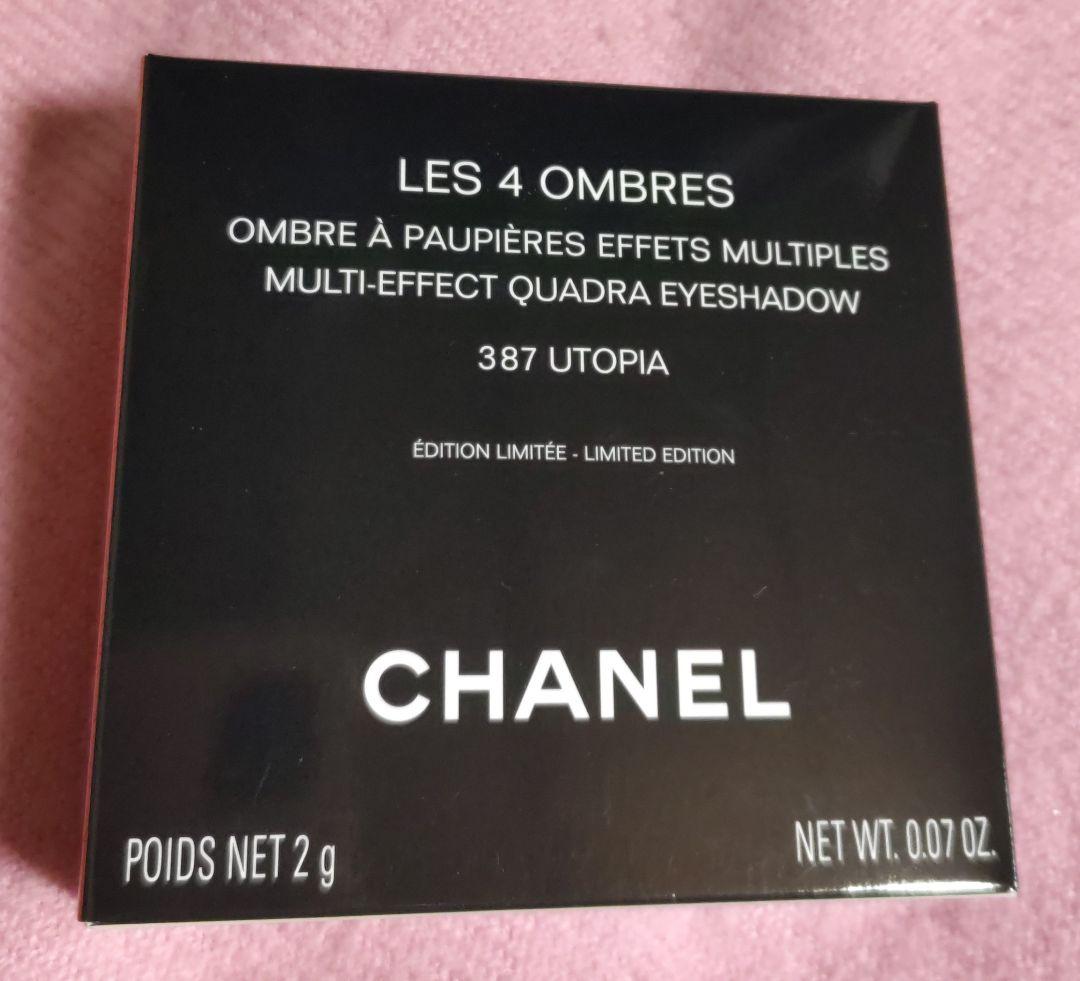 LES 4 OMBRES
OMBRE À PAUPIÈRES EFFETS MULTIPLES
MULTI-EFFECT QUADRA EYESHADOW
387 UTOPIA
ÉDITION LIMITÉE - LIMITED EDITION
CHANEL
POIDS NET 2 g
NET WT. 0.07 OZ.